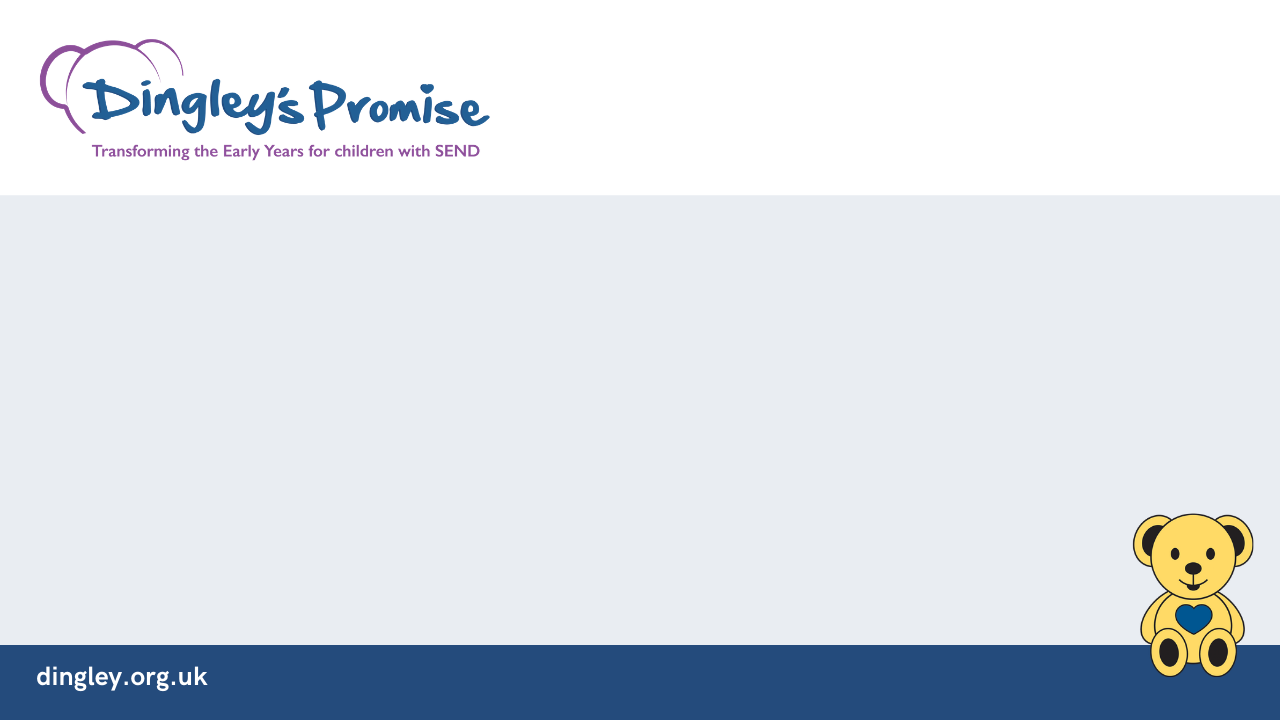 Dingley's Promise
Transforming the Early Years for children with SEND
dingley.org.uk